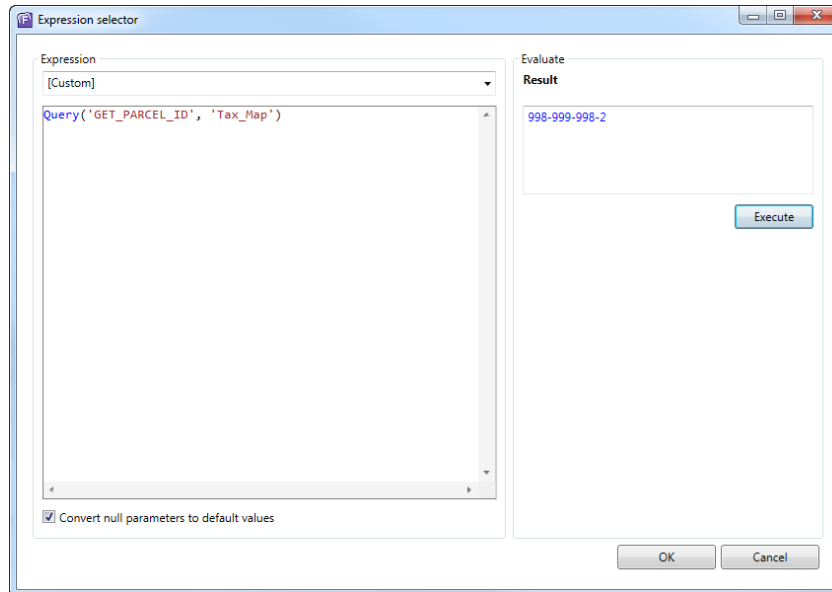 Expression selector
Expression
[Custom]
Query('GET_PARCEL_ID', 'Tax_Map')
Convert null parameters to default values
Evaluate
Result
998-999-998-2
Execute
OK
Cancel